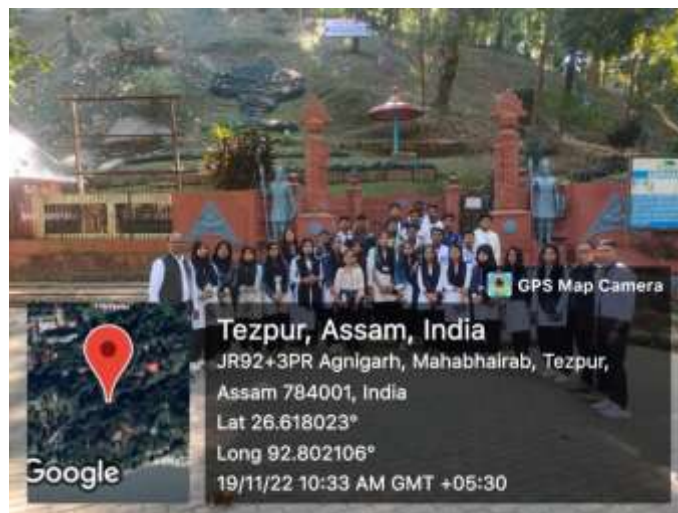 GPS Map Camera
Tezpur, Assam, India
JR92+3PR Agnigarh, Mahabhairab, Tezpur,
Assam 784001, India
Lat 26.618023°
Long 92.802106°
19/11/22 10:33 AM GMT +05:30
Google